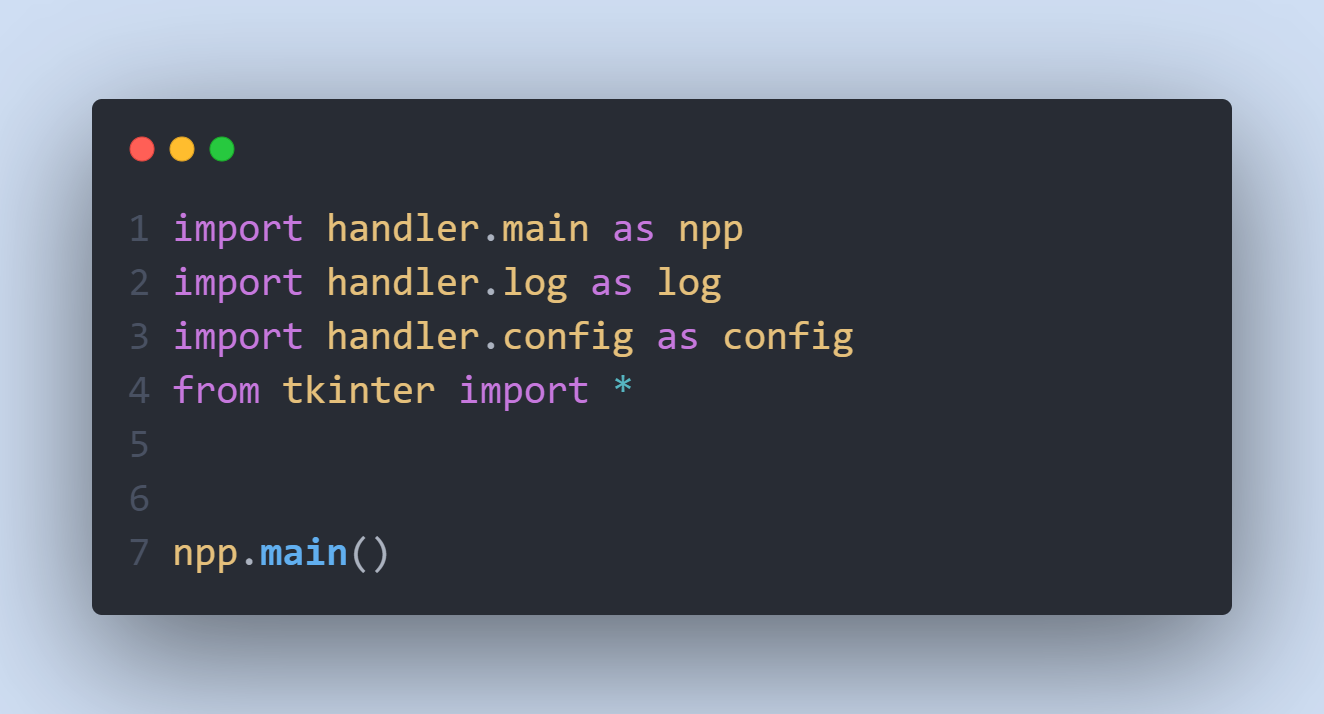 1 import handler.main as npp
2 import handler.log as log
3 import handler.config as config
4 from tkinter import *
5
6
7 npp.main()